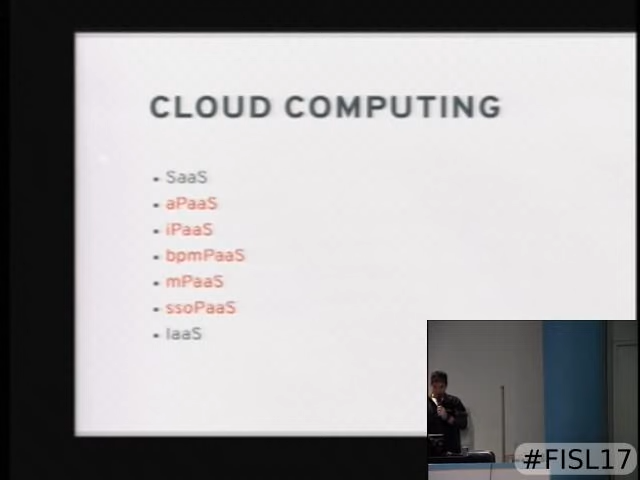 CLOUD COMPUTING
• SaaS
• aPaaS
• iPaaS
• bpmPaaS
• mPaaS
• ssoPaaS
• IaaS
#FISL17